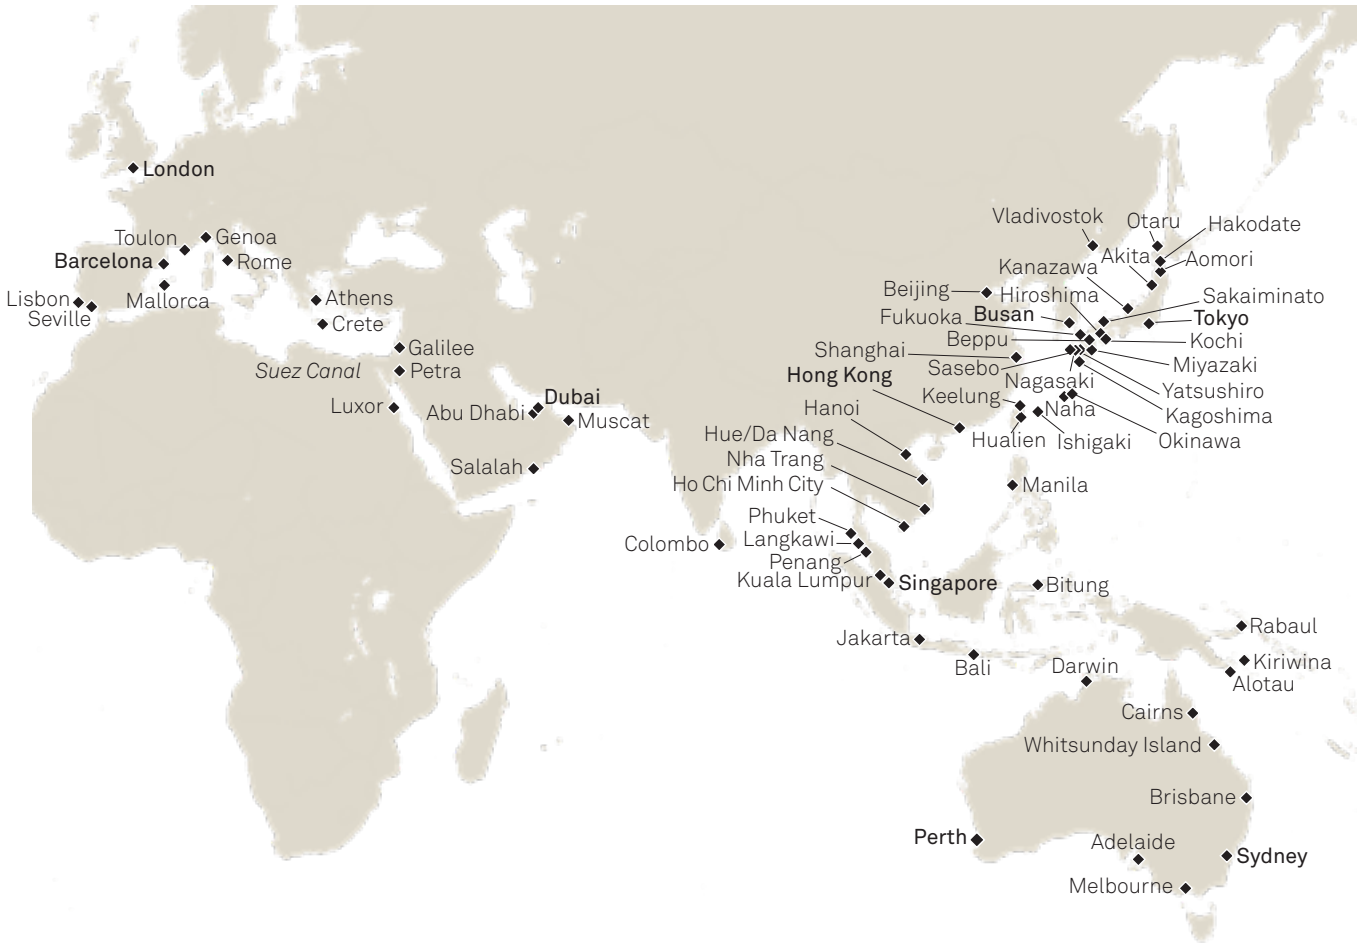 London
Toulon
Genoa
Barcelona
Rome
Lisbon
Mallorca
Seville
Athens
Crete
Galilee
Suez Canal
Petra
Luxor
Dubai
Abu Dhabi
Muscat
Salalah
Colombo
Vladivostok
Otaru
Hakodate
Akita
Aomori
Kanazawa
Beijing
Hiroshima
Sakaiminato
Fukuoka
Busan
Tokyo
Beppu
Kochi
Shanghai
Sasebo
Miyazaki
Hong Kong
Nagasaki
Yatsushiro
Keelung
Naha
Kagoshima
Hanoi
Hualien
Ishigaki
Okinawa
Hue/Da Nang
Nha Trang
Ho Chi Minh City
Manila
Phuket
Langkawi
Penang
Kuala Lumpur
Singapore
Bitung
Jakarta
Bali
Rabaul
Kiriwina
Alotau
Darwin
Cairns
Whitsunday Island
Brisbane
Perth
Adelaide
Sydney
Melbourne